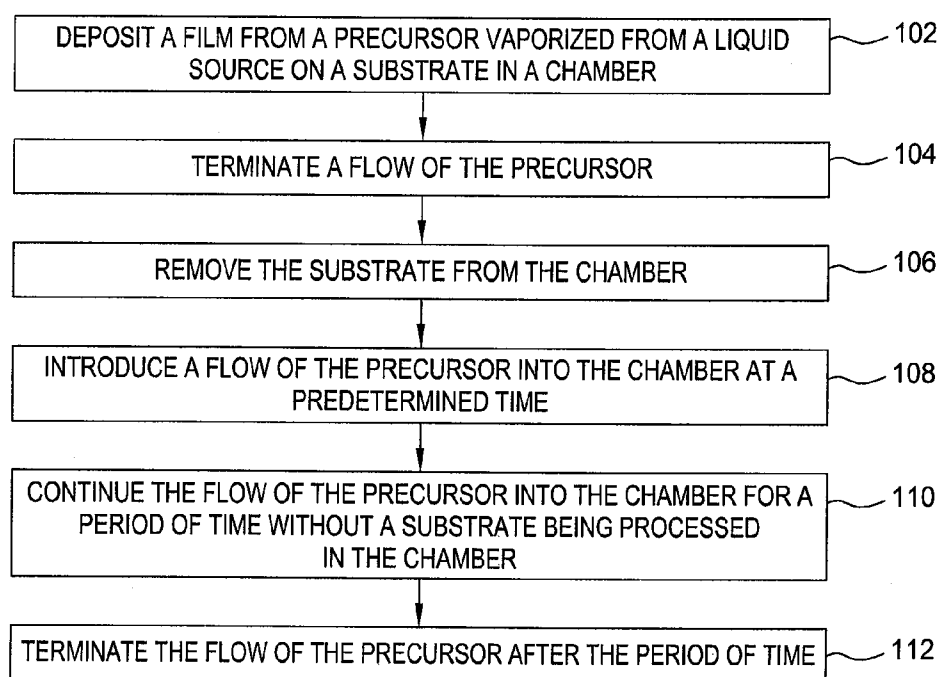 DEPOSIT A FILM FROM A PRECURSOR VAPORIZED FROM A LIQUID
SOURCE ON A SUBSTRATE IN A CHAMBER
102
TERMINATE A FLOW OF THE PRECURSOR
104
REMOVE THE SUBSTRATE FROM THE CHAMBER
106
INTRODUCE A FLOW OF THE PRECURSOR INTO THE CHAMBER AT A
PREDETERMINED TIME
108
CONTINUE THE FLOW OF THE PRECURSOR INTO THE CHAMBER FOR A
PERIOD OF TIME WITHOUT A SUBSTRATE BEING PROCESSED
IN THE CHAMBER
110
TERMINATE THE FLOW OF THE PRECURSOR AFTER THE PERIOD OF TIME
112